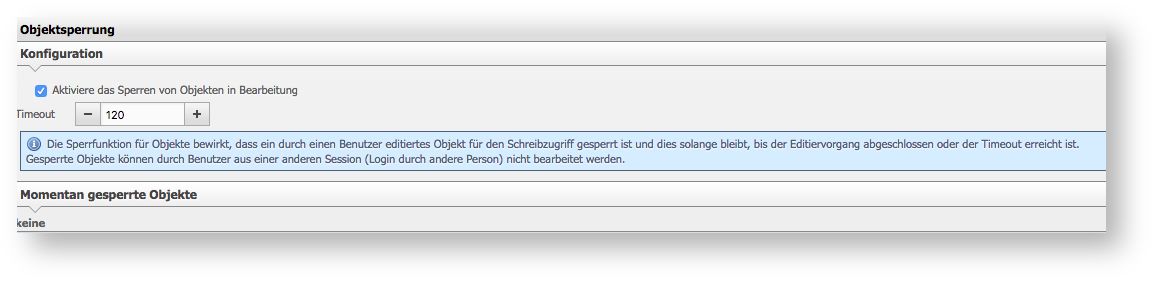 Objektsperrung
Konfiguration
Aktiviere das Sperren von Objekten in Bearbeitung
Timeout − 120 +
Die Sperrfunktion für Objekte bewirkt, dass ein durch einen Benutzer editiertes Objekt für den Schreibzugriff gesperrt ist und dies solange bleibt, bis der Editiervorgang abgeschlossen oder der Timeout erreicht ist.
Gesperrte Objekte können durch Benutzer aus einer anderen Session (Login durch andere Person) nicht bearbeitet werden.
Momentan gesperrte Objekte
keine